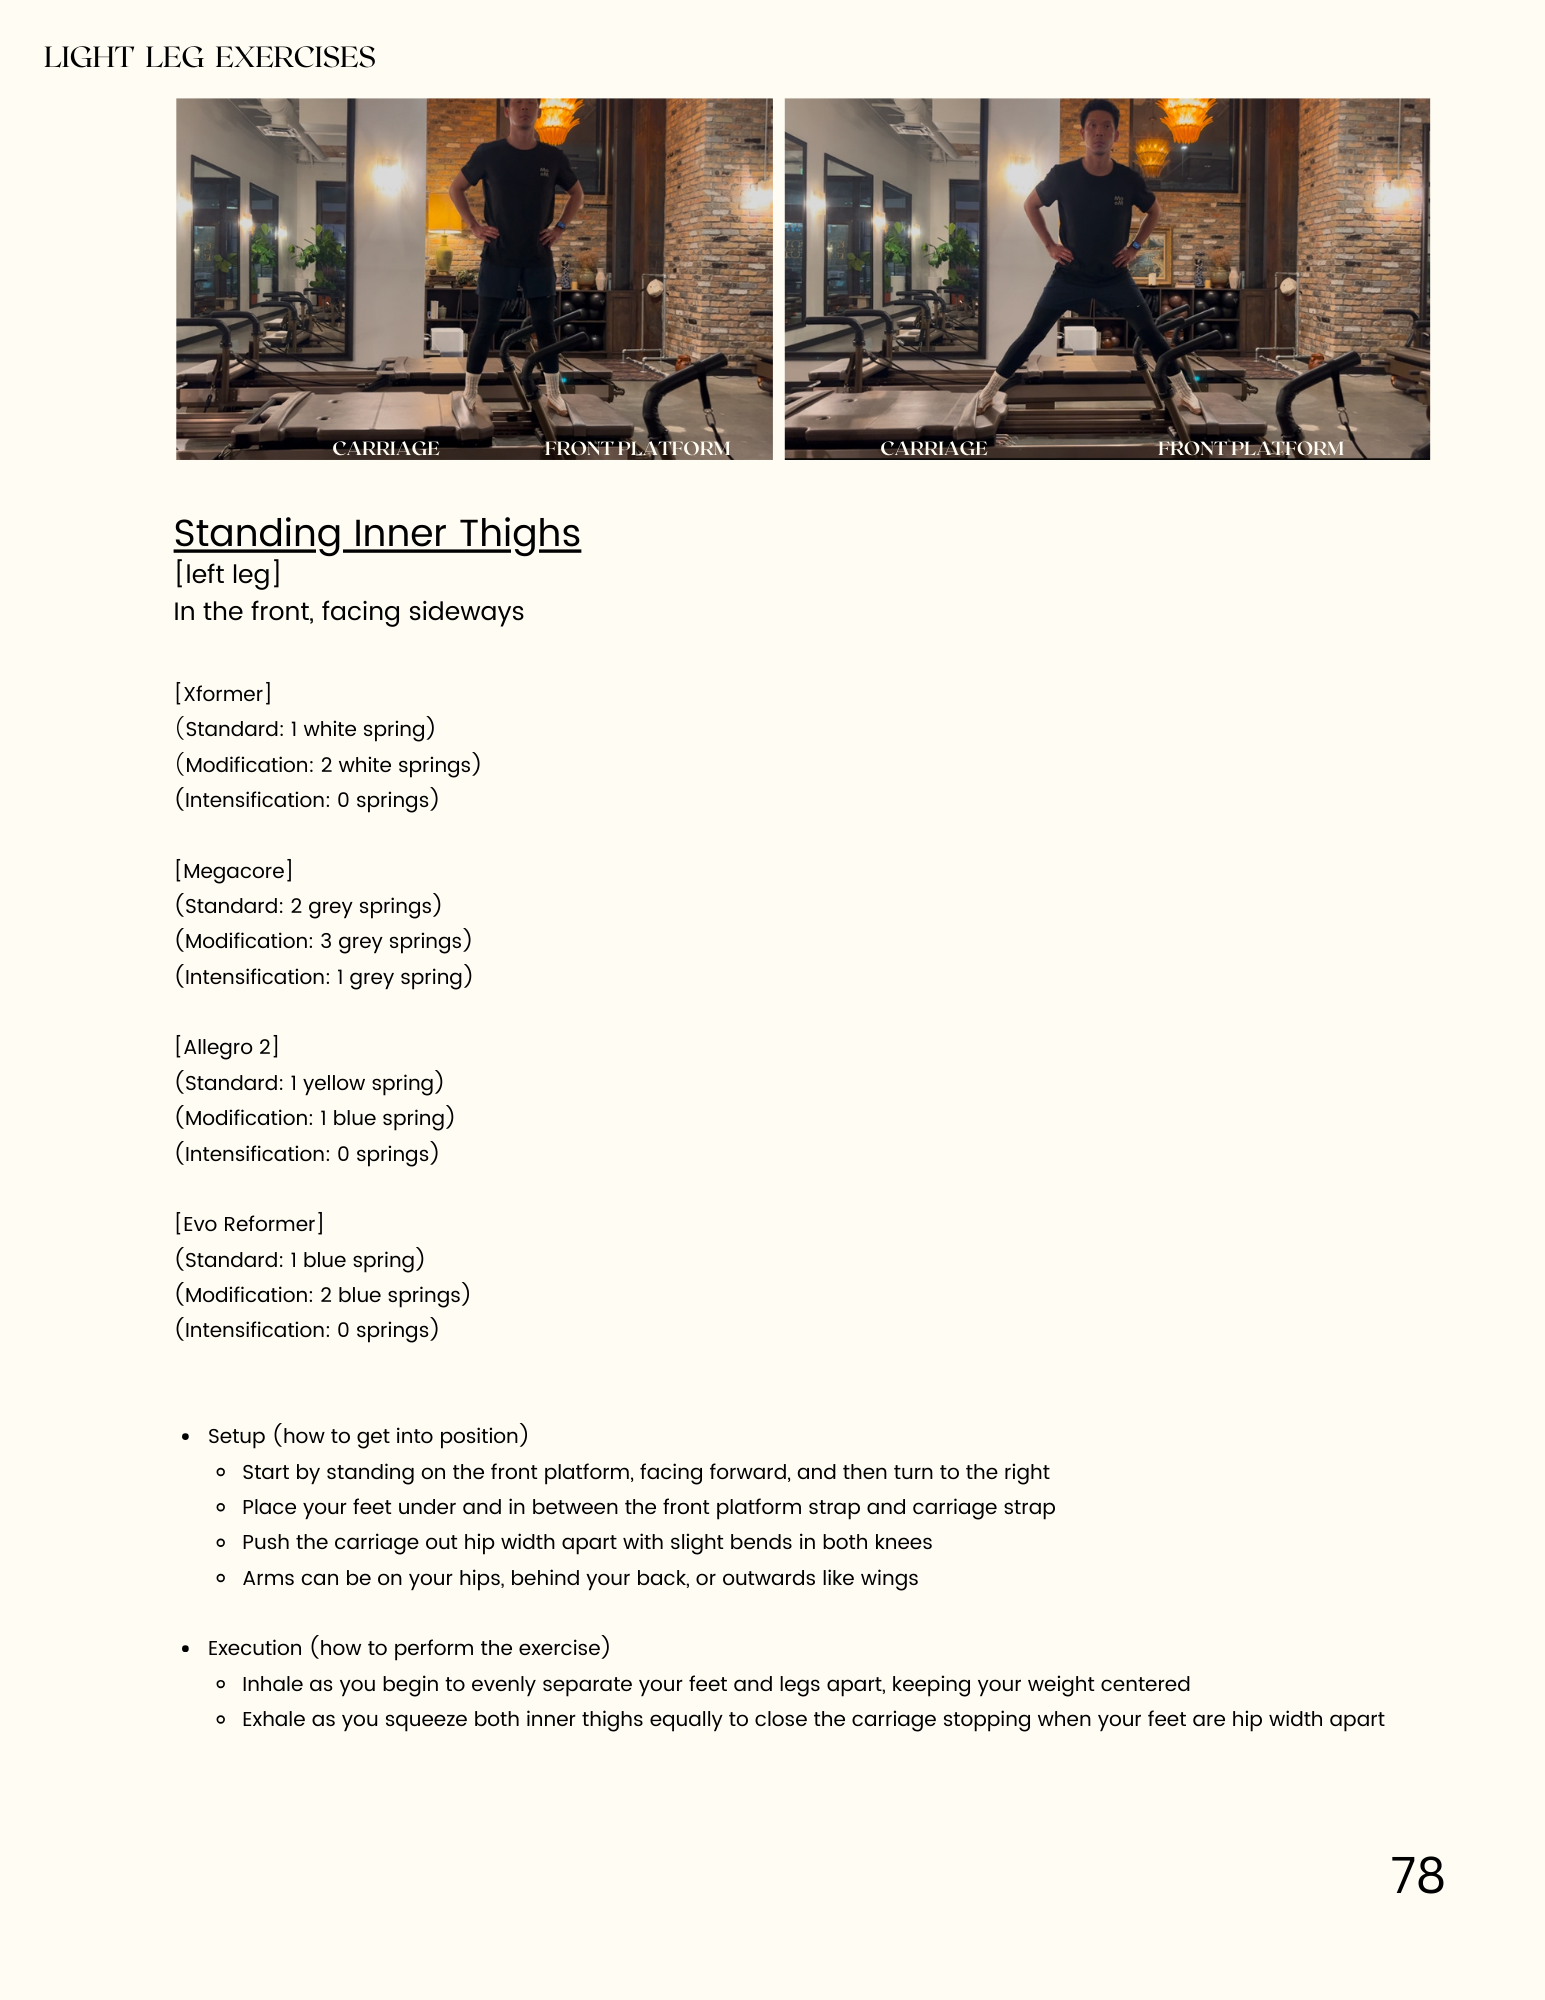 LIGHT LEG EXERCISES
CARRIAGE
FRONT PLATFORM
CARRIAGE
FRONT PLATFORM
Standing Inner Thighs
[left leg]
In the front, facing sideways
[Xformer]
(Standard: 1 white spring)
(Modification: 2 white springs)
(Intensification: 0 springs)
[Megacore]
(Standard: 2 grey springs)
(Modification: 3 grey springs)
(Intensification: 1 grey spring)
[Allegro 2]
(Standard: 1 yellow spring)
(Modification: 1 blue spring)
(Intensification: 0 springs)
[Evo Reformer]
(Standard: 1 blue spring)
(Modification: 2 blue springs)
(Intensification: 0 springs)
• Setup (how to get into position)
◦ Start by standing on the front platform, facing forward, and then turn to the right
◦ Place your feet under and in between the front platform strap and carriage strap
◦ Push the carriage out hip width apart with slight bends in both knees
◦ Arms can be on your hips, behind your back, or outwards like wings
• Execution (how to perform the exercise)
◦ Inhale as you begin to evenly separate your feet and legs apart, keeping your weight centered
◦ Exhale as you squeeze both inner thighs equally to close the carriage stopping when your feet are hip width apart
78